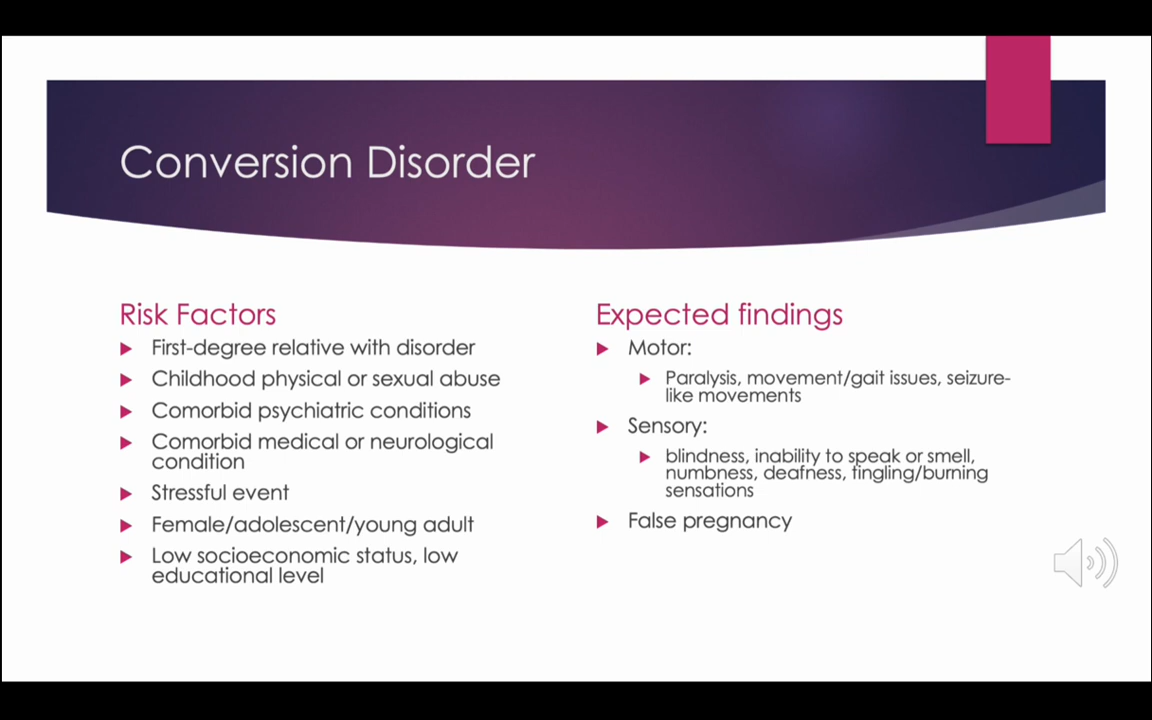 Conversion Disorder
Risk Factors
First-degree relative with disorder
Childhood physical or sexual abuse
Comorbid psychiatric conditions
Comorbid medical or neurological
condition
Stressful event
Female/adolescent/young adult
Low socioeconomic status, low
educational level
Expected findings
Motor:
Paralysis, movement/gait issues, seizure-
like movements
Sensory:
blindness, inability to speak or smell,
numbness, deafness, tingling/burning
sensations
False pregnancy